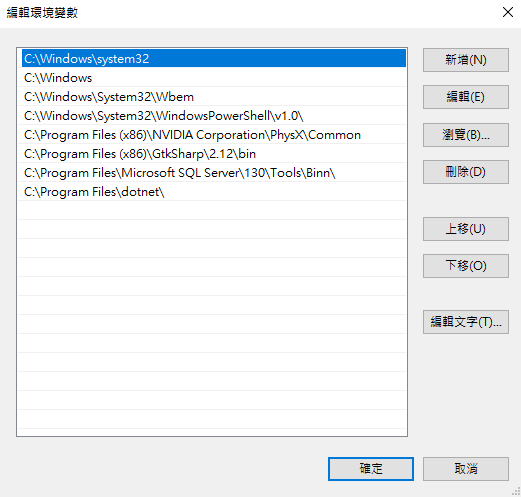 編輯環境變數
C:\Windows\system32
C:\Windows
C:\Windows\System32\Wbem
C:\Windows\System32\WindowsPowerShell\v1.0\
C:\Program Files (x86)\NVIDIA Corporation\PhysX\Common
C:\Program Files (x86)\GtkSharp\2.12\bin
C:\Program Files\Microsoft SQL Server\130\Tools\Binn\
C:\Program Files\dotnet\
新增(N)
編輯(E)
瀏覽(B)...
刪除(D)
上移(U)
下移(O)
編輯文字(T)...
確定
取消